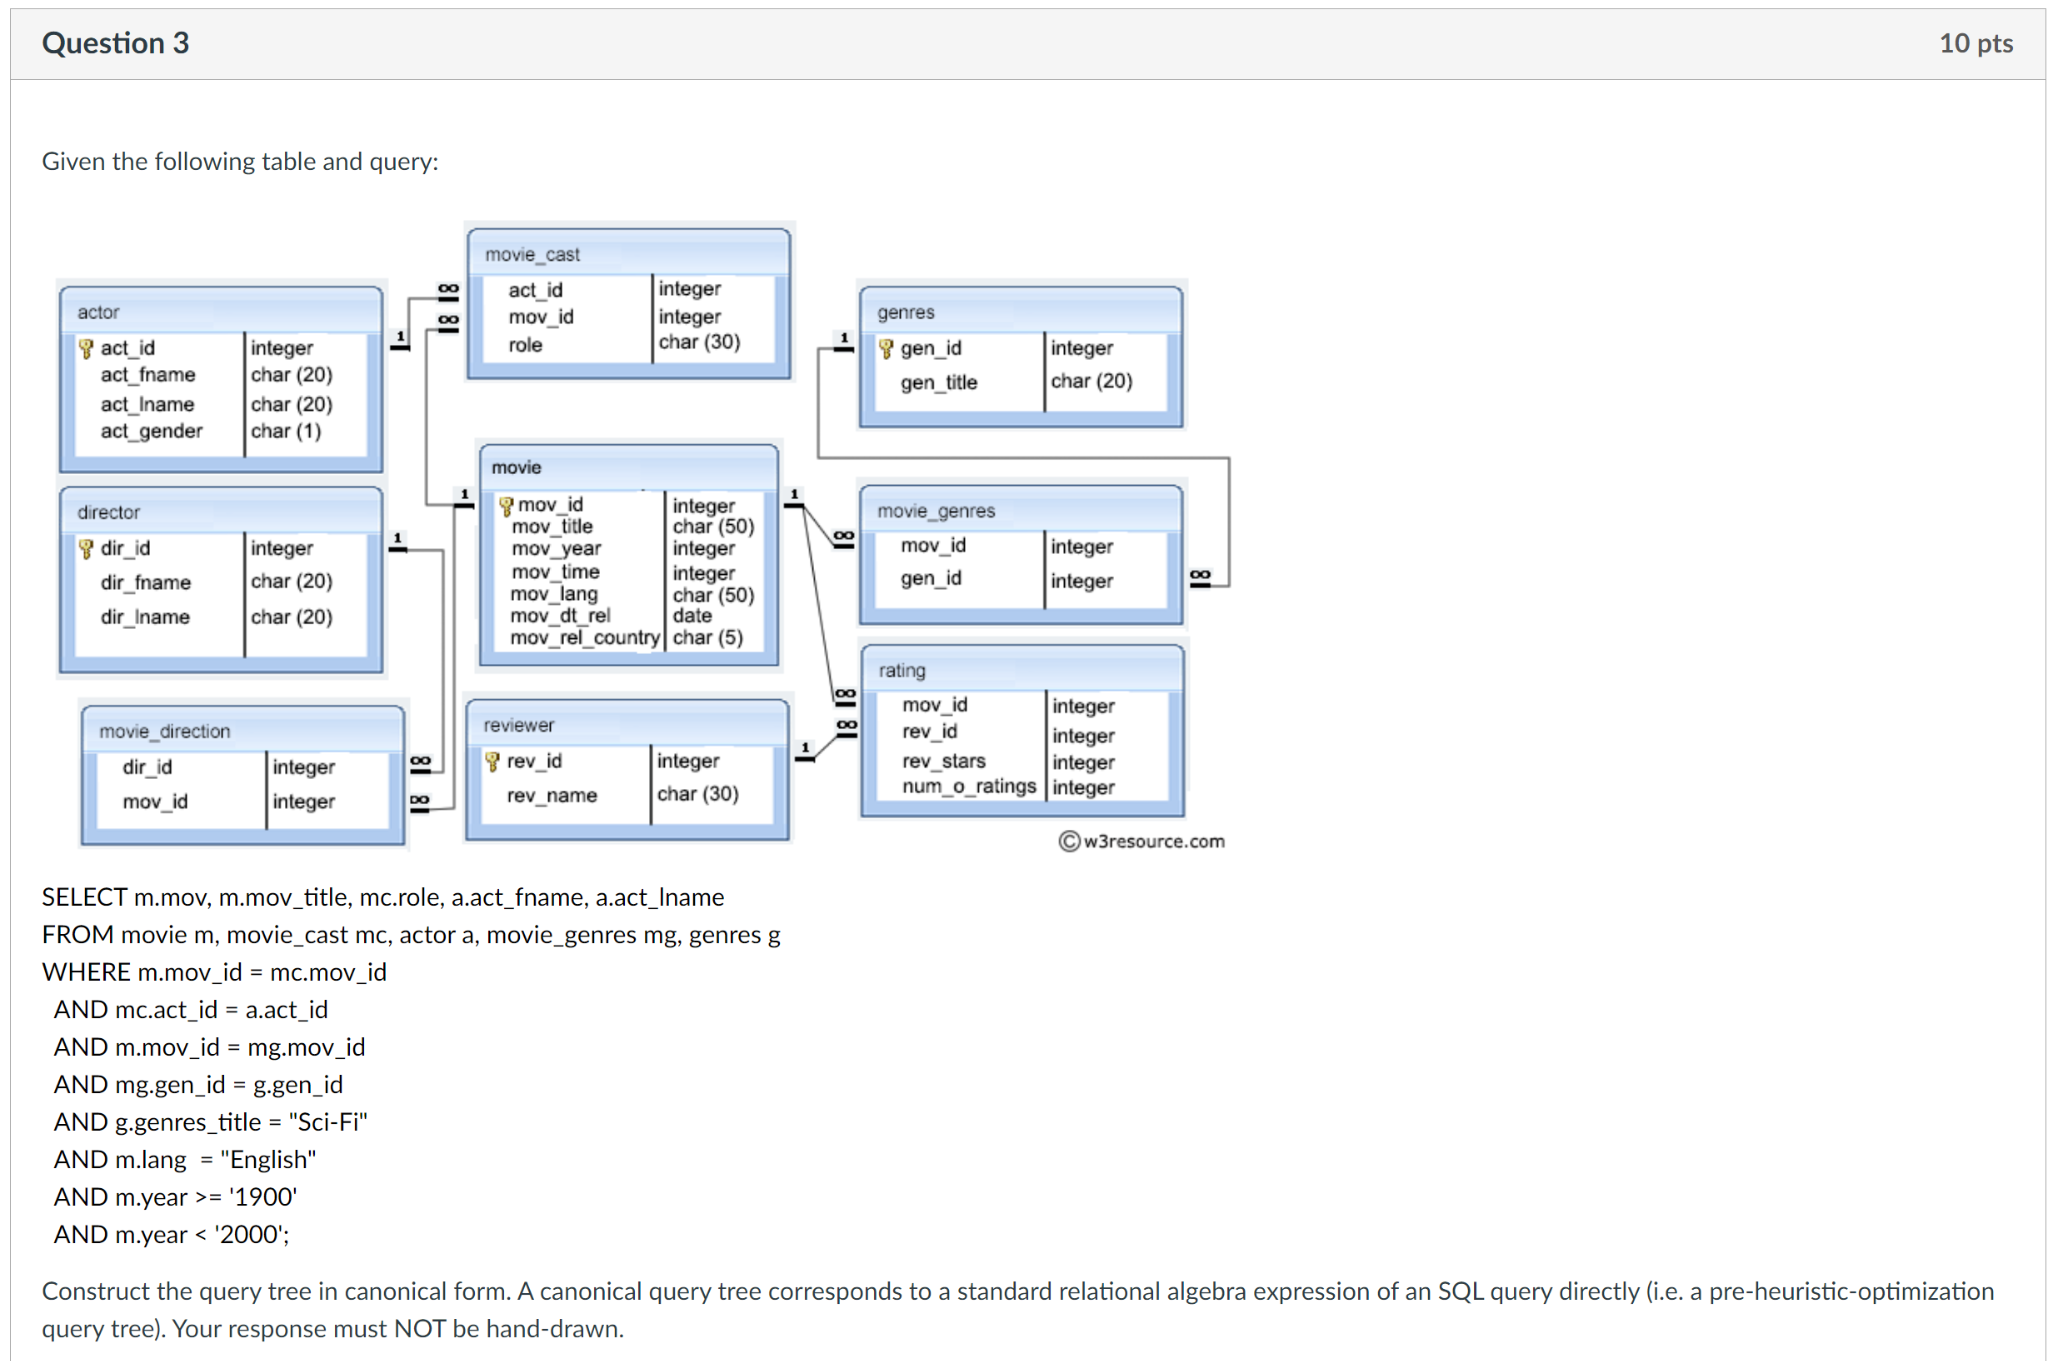 Question 3
10 pts
Given the following table and query:
movie_cast
act_id integer
mov_id integer
role char (30)
actor
act_id integer
act_fname char (20)
act_lname char (20)
act_gender char (1)
genres
gen_id integer
gen_title char (20)
director
dir_id integer
dir_fname char (20)
dir_lname char (20)
movie
mov_id integer
mov_title char (50)
mov_year integer
mov_time integer
mov_lang char (50)
mov_dt_rel date
mov_rel_country char (5)
movie_genres
mov_id integer
gen_id integer
movie_direction
dir_id integer
mov_id integer
reviewer
rev_id integer
rev_name char (30)
rating
mov_id integer
rev_id integer
rev_stars integer
num_o_ratings integer
1
∞
∞
1
1
∞
∞
1
∞
∞
1
∞
1
∞
©w3resource.com
SELECT m.mov, m.mov_title, mc.role, a.act_fname, a.act_lname
FROM movie m, movie_cast mc, actor a, movie_genres mg, genres g
WHERE m.mov_id = mc.mov_id
AND mc.act_id = a.act_id
AND m.mov_id = mg.mov_id
AND mg.gen_id = g.gen_id
AND g.genres_title = "Sci-Fi"
AND m.lang  = "English"
AND m.year >= '1900'
AND m.year < '2000';
Construct the query tree in canonical form. A canonical query tree corresponds to a standard relational algebra expression of an SQL query directly (i.e. a pre-heuristic-optimization
query tree). Your response must NOT be hand-drawn.